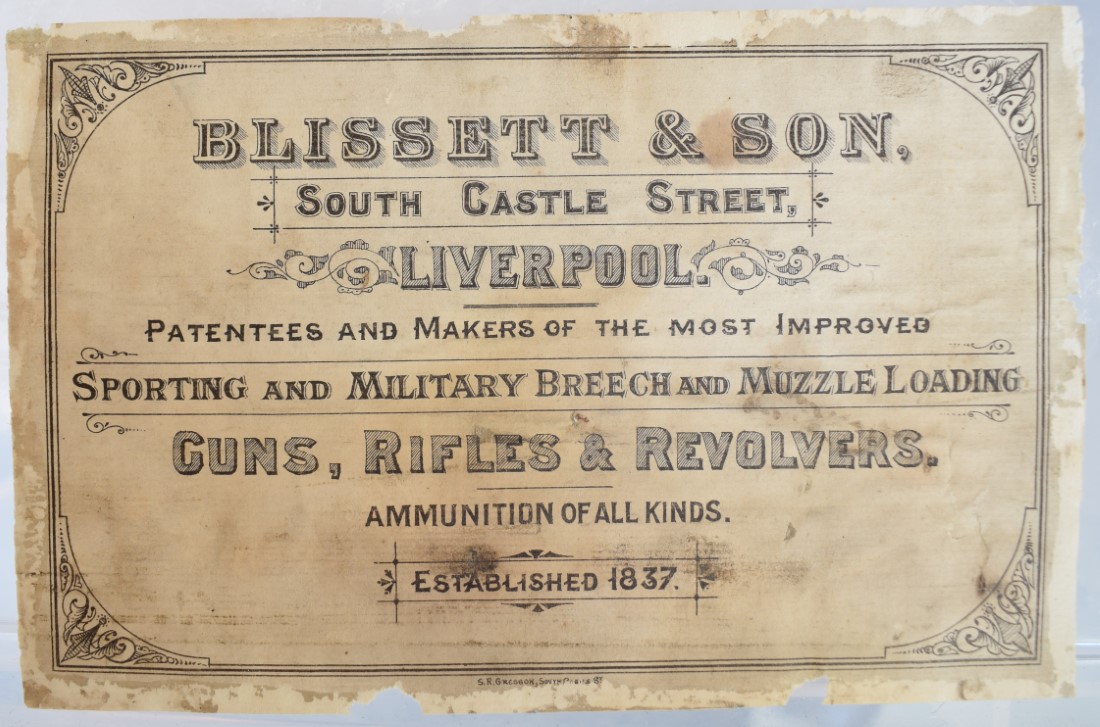 BLISSETT & SON,
SOUTH CASTLE STREET,
LIVERPOOL.
PATENTEES AND MAKERS OF THE MOST IMPROVED
SPORTING AND MILITARY BREECH AND MUZZLE LOADING
GUNS, RIFLES & REVOLVERS.
AMMUNITION OF ALL KINDS.
ESTABLISHED 1837.